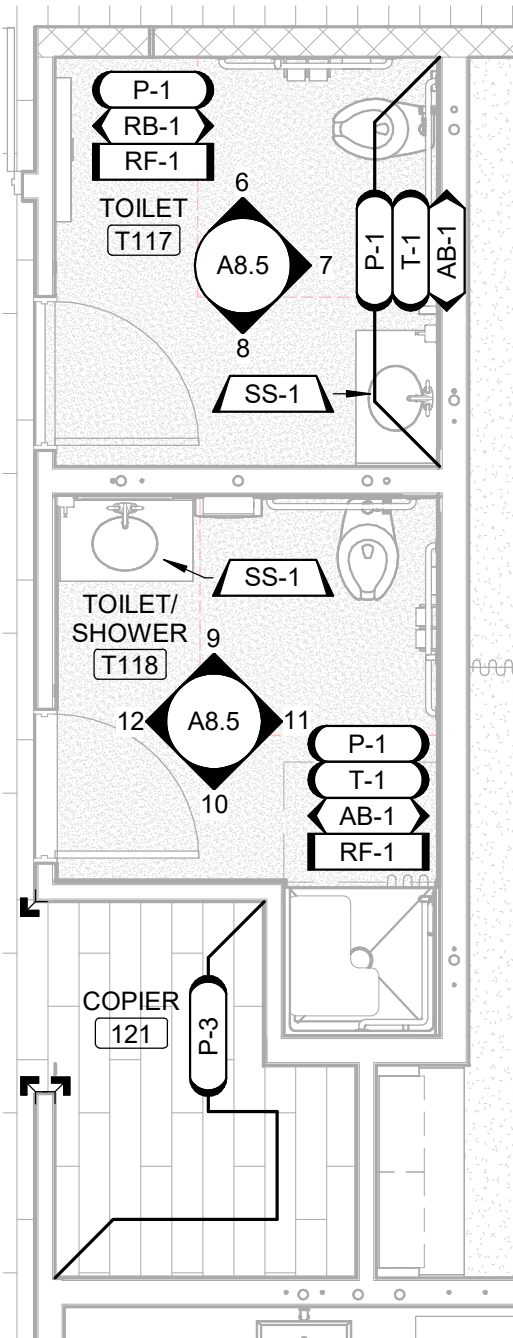 P-1
RB-1
RF-1
TOILET
T117
6
A8.5
7
8
P-1
T-1
AB-1
SS-1
SS-1
TOILET/
SHOWER
T118
9
12
A8.5
11
10
P-1
T-1
AB-1
RF-1
COPIER
121
P-3